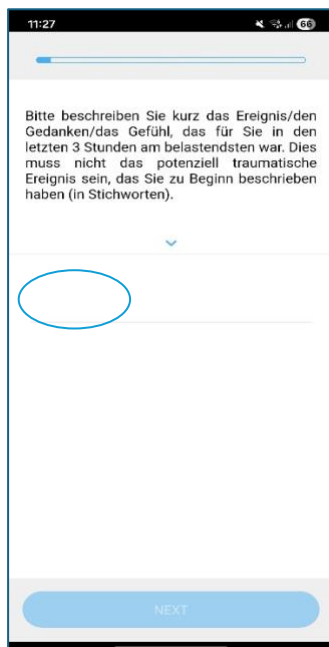 11:27
66
Bitte beschreiben Sie kurz das Ereignis/den
Gedanken/das Gefühl, das für Sie in den
letzten 3 Stunden am belastendsten war. Dies
muss nicht das potenziell traumatische
Ereignis sein, das Sie zu Beginn beschrieben
haben (in Stichworten).
NEXT